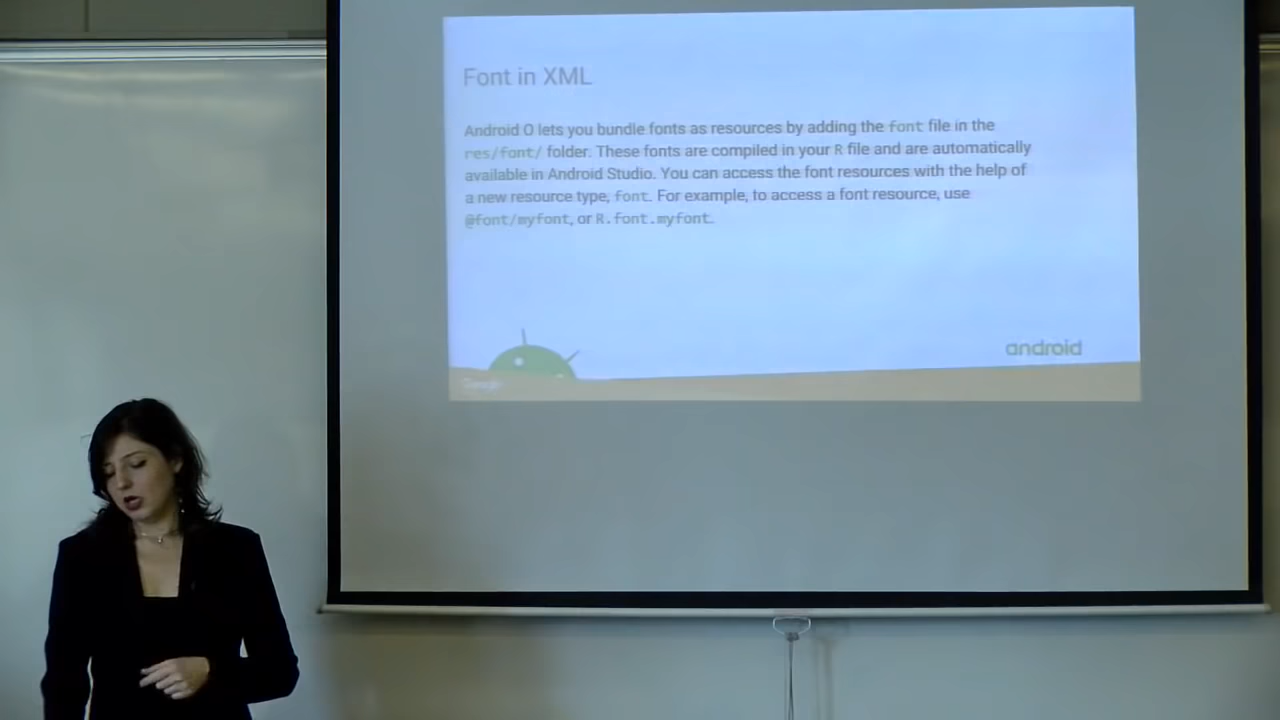 Font in XML
Android O lets you bundle fonts as resources by adding the font file in the
res/font/ folder. These fonts are compiled in your R file and are automatically
available in Android Studio. You can access the font resources with the help of
a new resource type, font. For example, to access a font resource, use
@font/myfont, or R.font.myfont.
android
Google